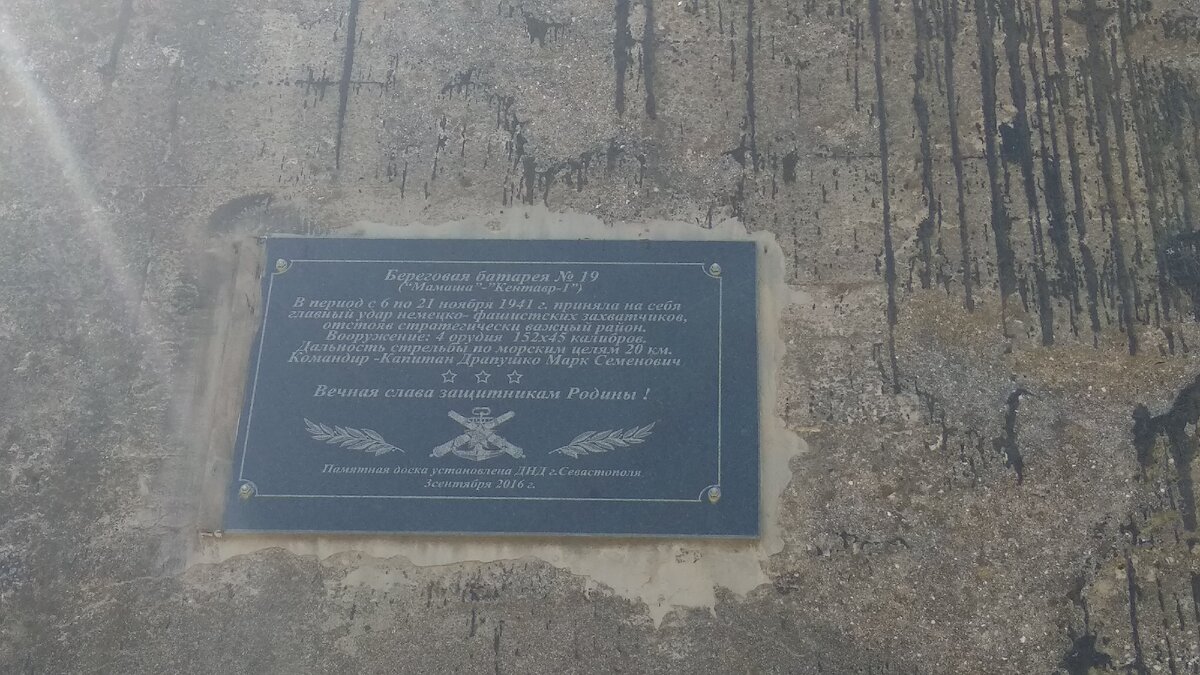 Береговая батарея № 19
("Мамаша"-"Кентавр-1")
В период с 6 по 21 ноября 1941 г. приняла на себя
главный удар немецко- фашистских захватчиков,
отстояв стратегически важный район.
Вооружение: 4 орудия 152х45 калибров.
Дальность стрельбы по морским целям 20 км.
Командир -Капитан Драпушко Марк Семенович
Вечная слава защитникам Родины !
Памятная доска установлена ДНД г.Севастополя
3сентября 2016 г.